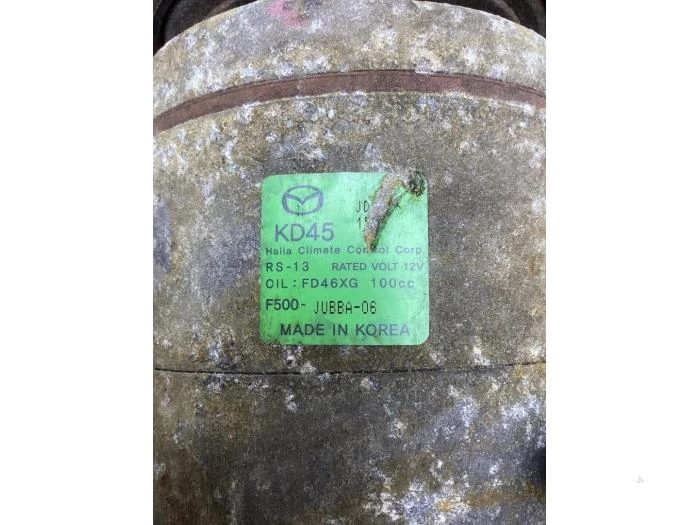 KD45
Halla Climate Control Corp.
RS-13 RATED VOLT 12V
OIL: FD46XG 100cc
F500-JUBBA-06
MADE IN KOREA